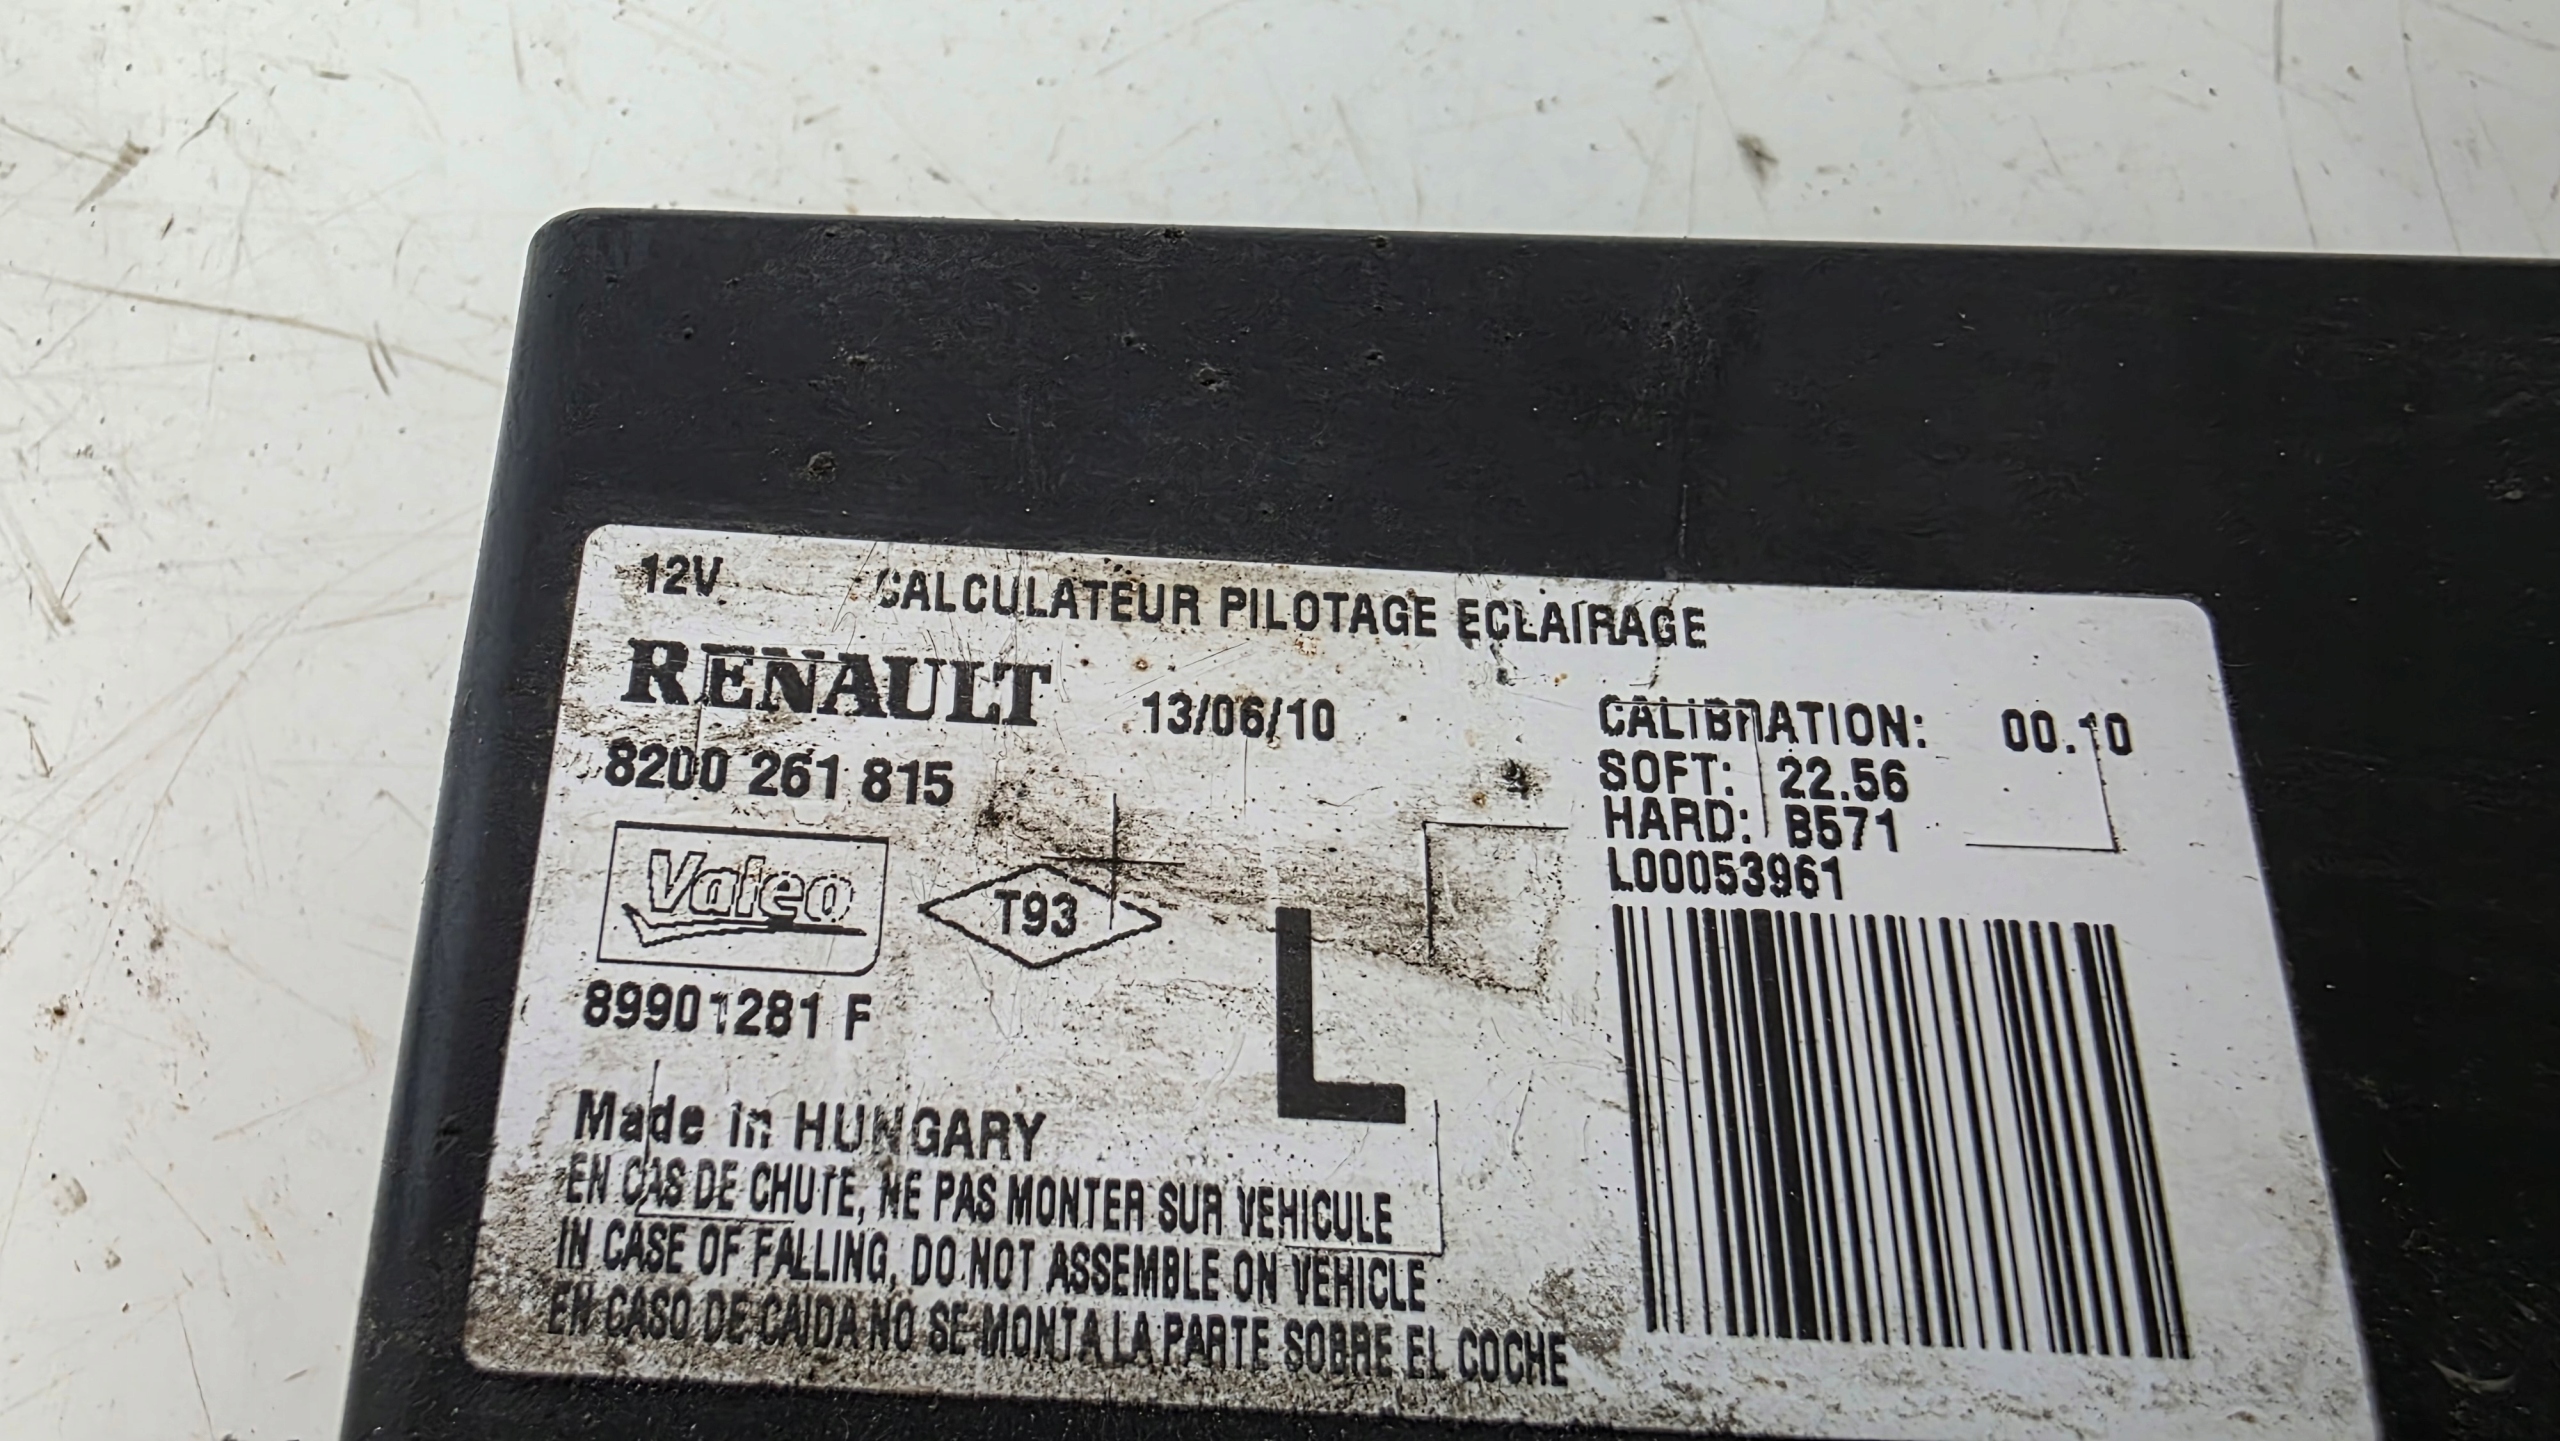 12V CALCULATEUR PILOTAGE ECLAIRAGE
RENAULT 13/06/10
8200 261 815
CALIBRATION: 00.10
SOFT: 22.56
HARD: B571
L00053961
Valeo
T93
L
89901281 F
Made in HUNGARY
EN CAS DE CHUTE, NE PAS MONTER SUR VEHICULE
IN CASE OF FALLING, DO NOT ASSEMBLE ON VEHICLE
EN CASO DE CAIDA NO SE MONTA LA PARTE SOBRE EL COCHE